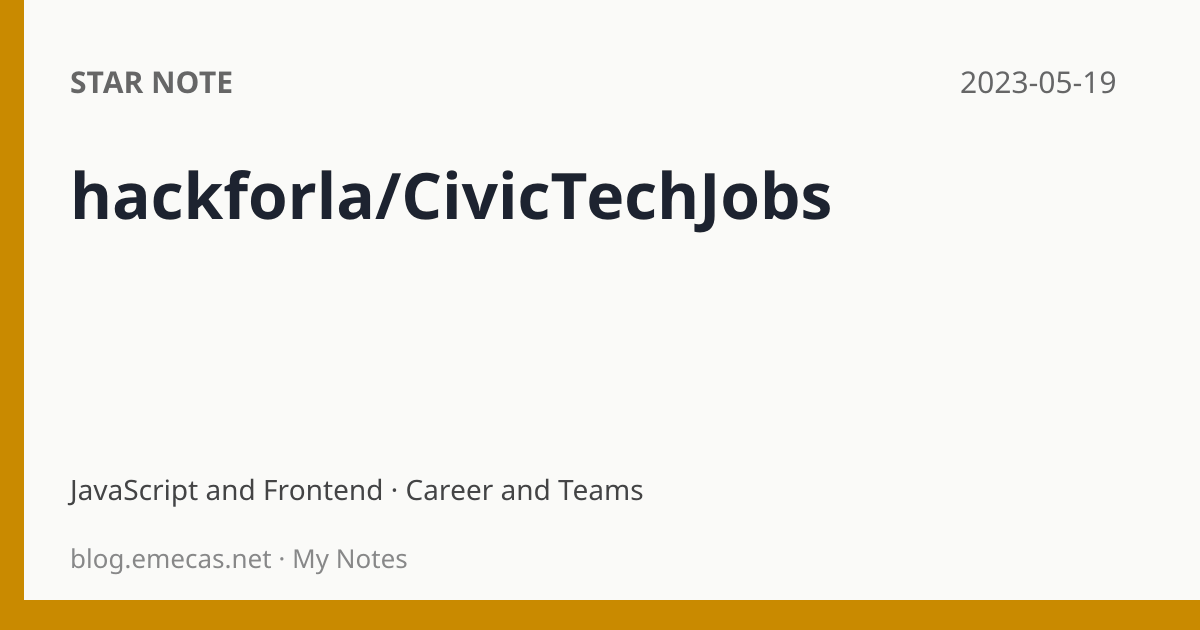 STAR NOTE
2023-05-19
hackforla/CivicTechJobs
JavaScript and Frontend · Career and Teams
blog.emecas.net · My Notes